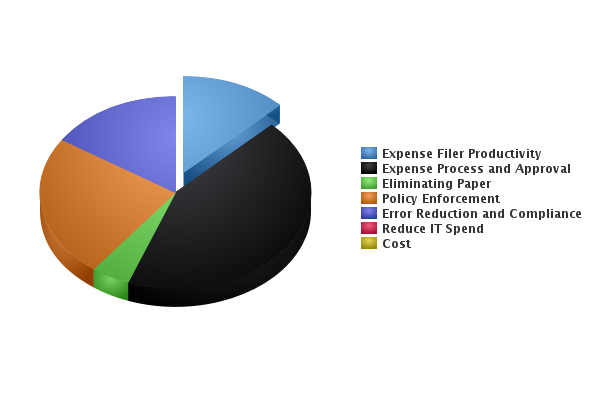 Expense Filer Productivity
Expense Process and Approval
Eliminating Paper
Policy Enforcement
Error Reduction and Compliance
Reduce IT Spend
Cost